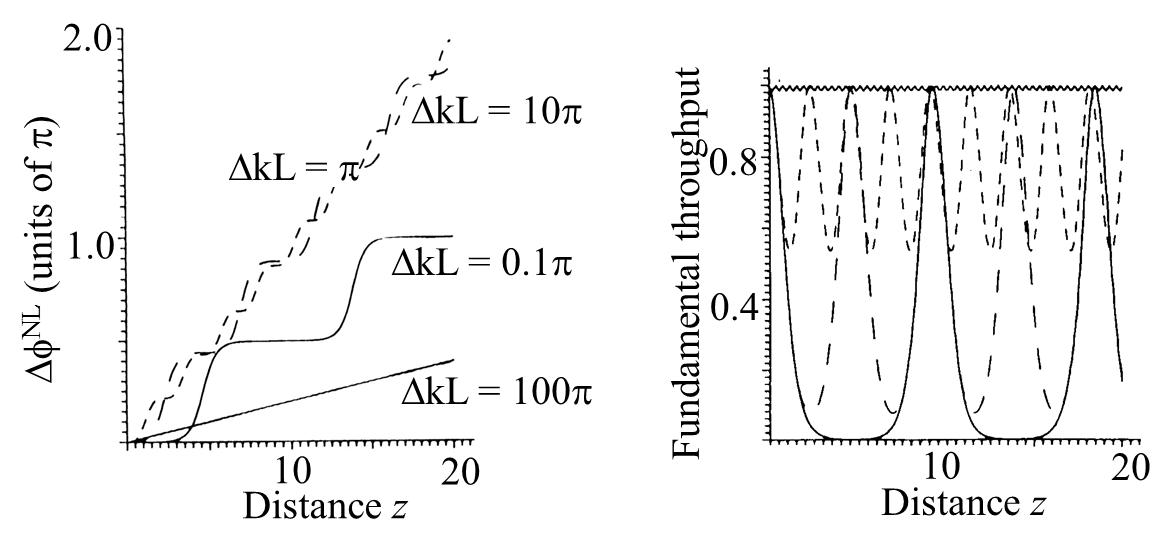 2.0
ΔkL = 10π
ΔkL = π
1.0
ΔkL = 0.1π
ΔkL = 100π
Δϕᴺᴸ (units of π)
10
20
Distance z
Fundamental throughput
0.8
0.4
10
20
Distance z